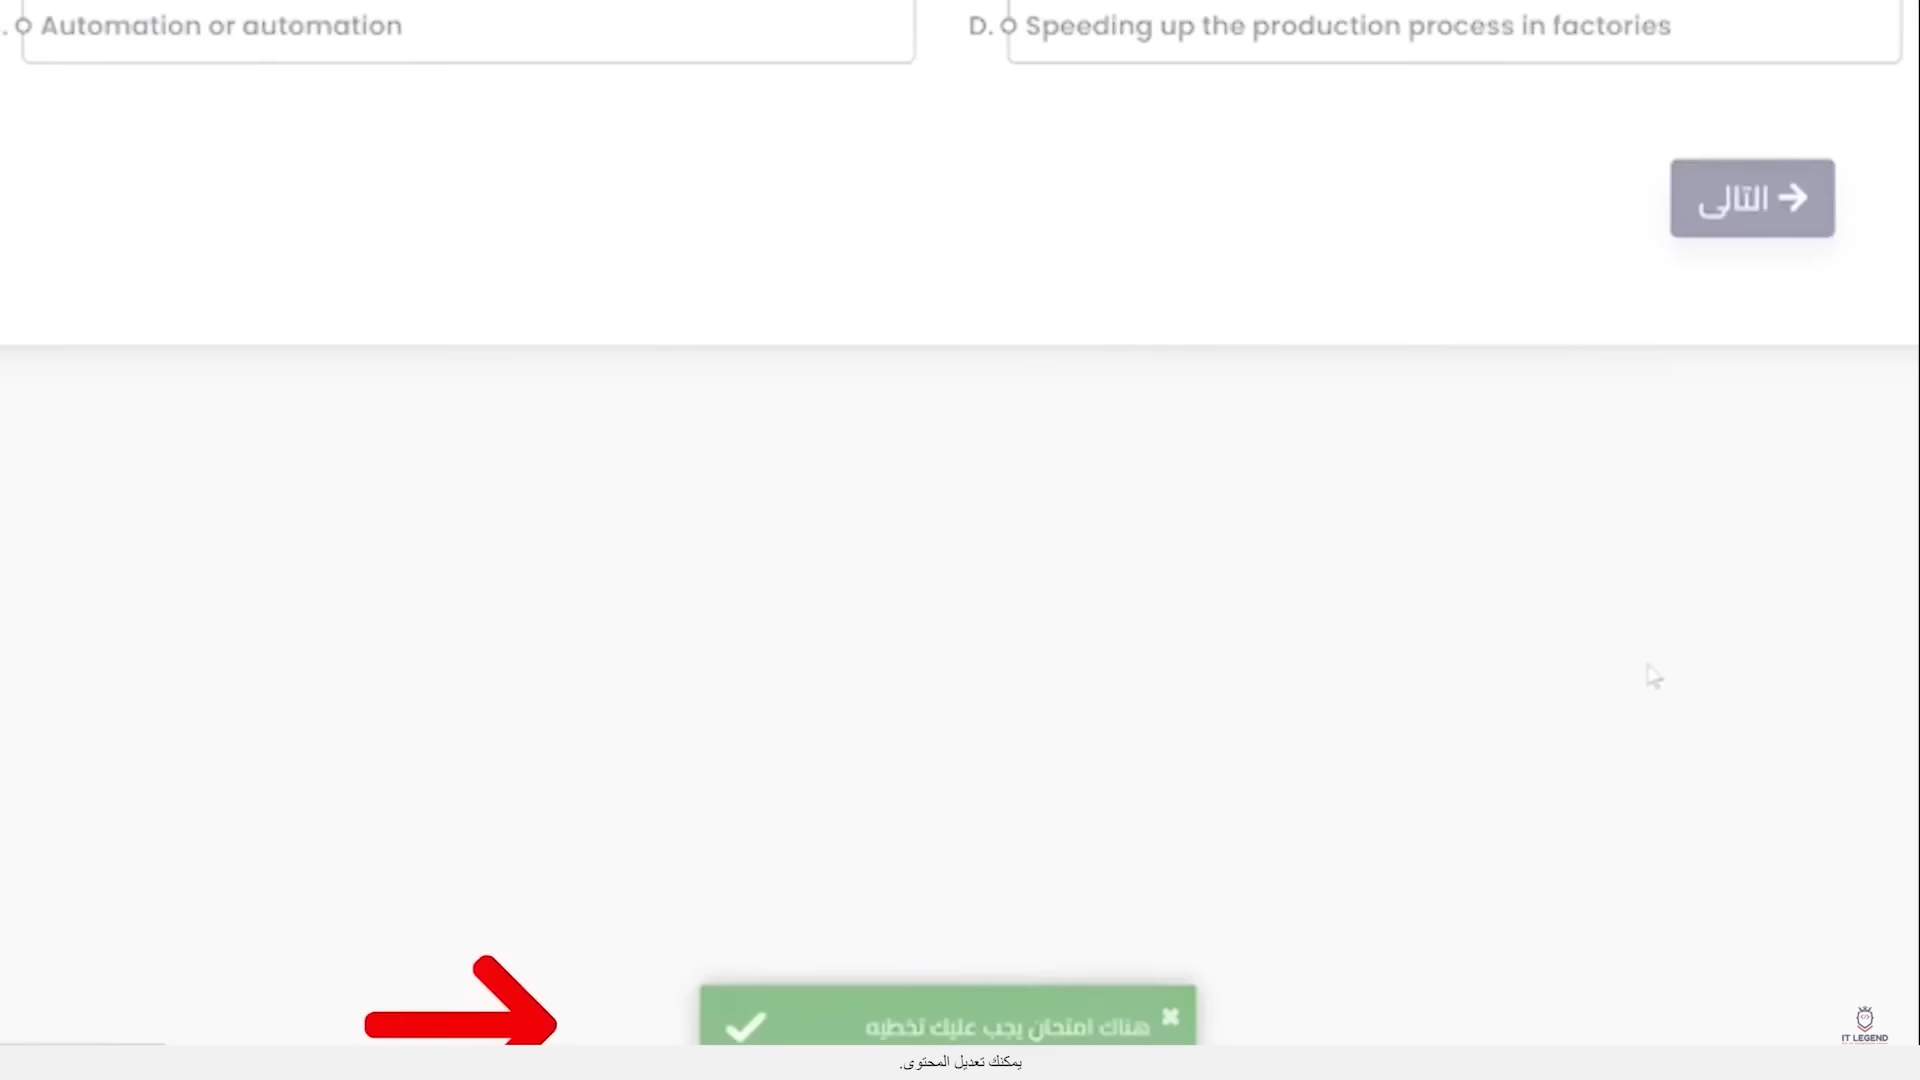 . Automation or automation
D. Speeding up the production process in factories
التالى
هناك امتحان يجب عليك تخطيه
IT LEGEND
يمكنك تعديل المحتوى.